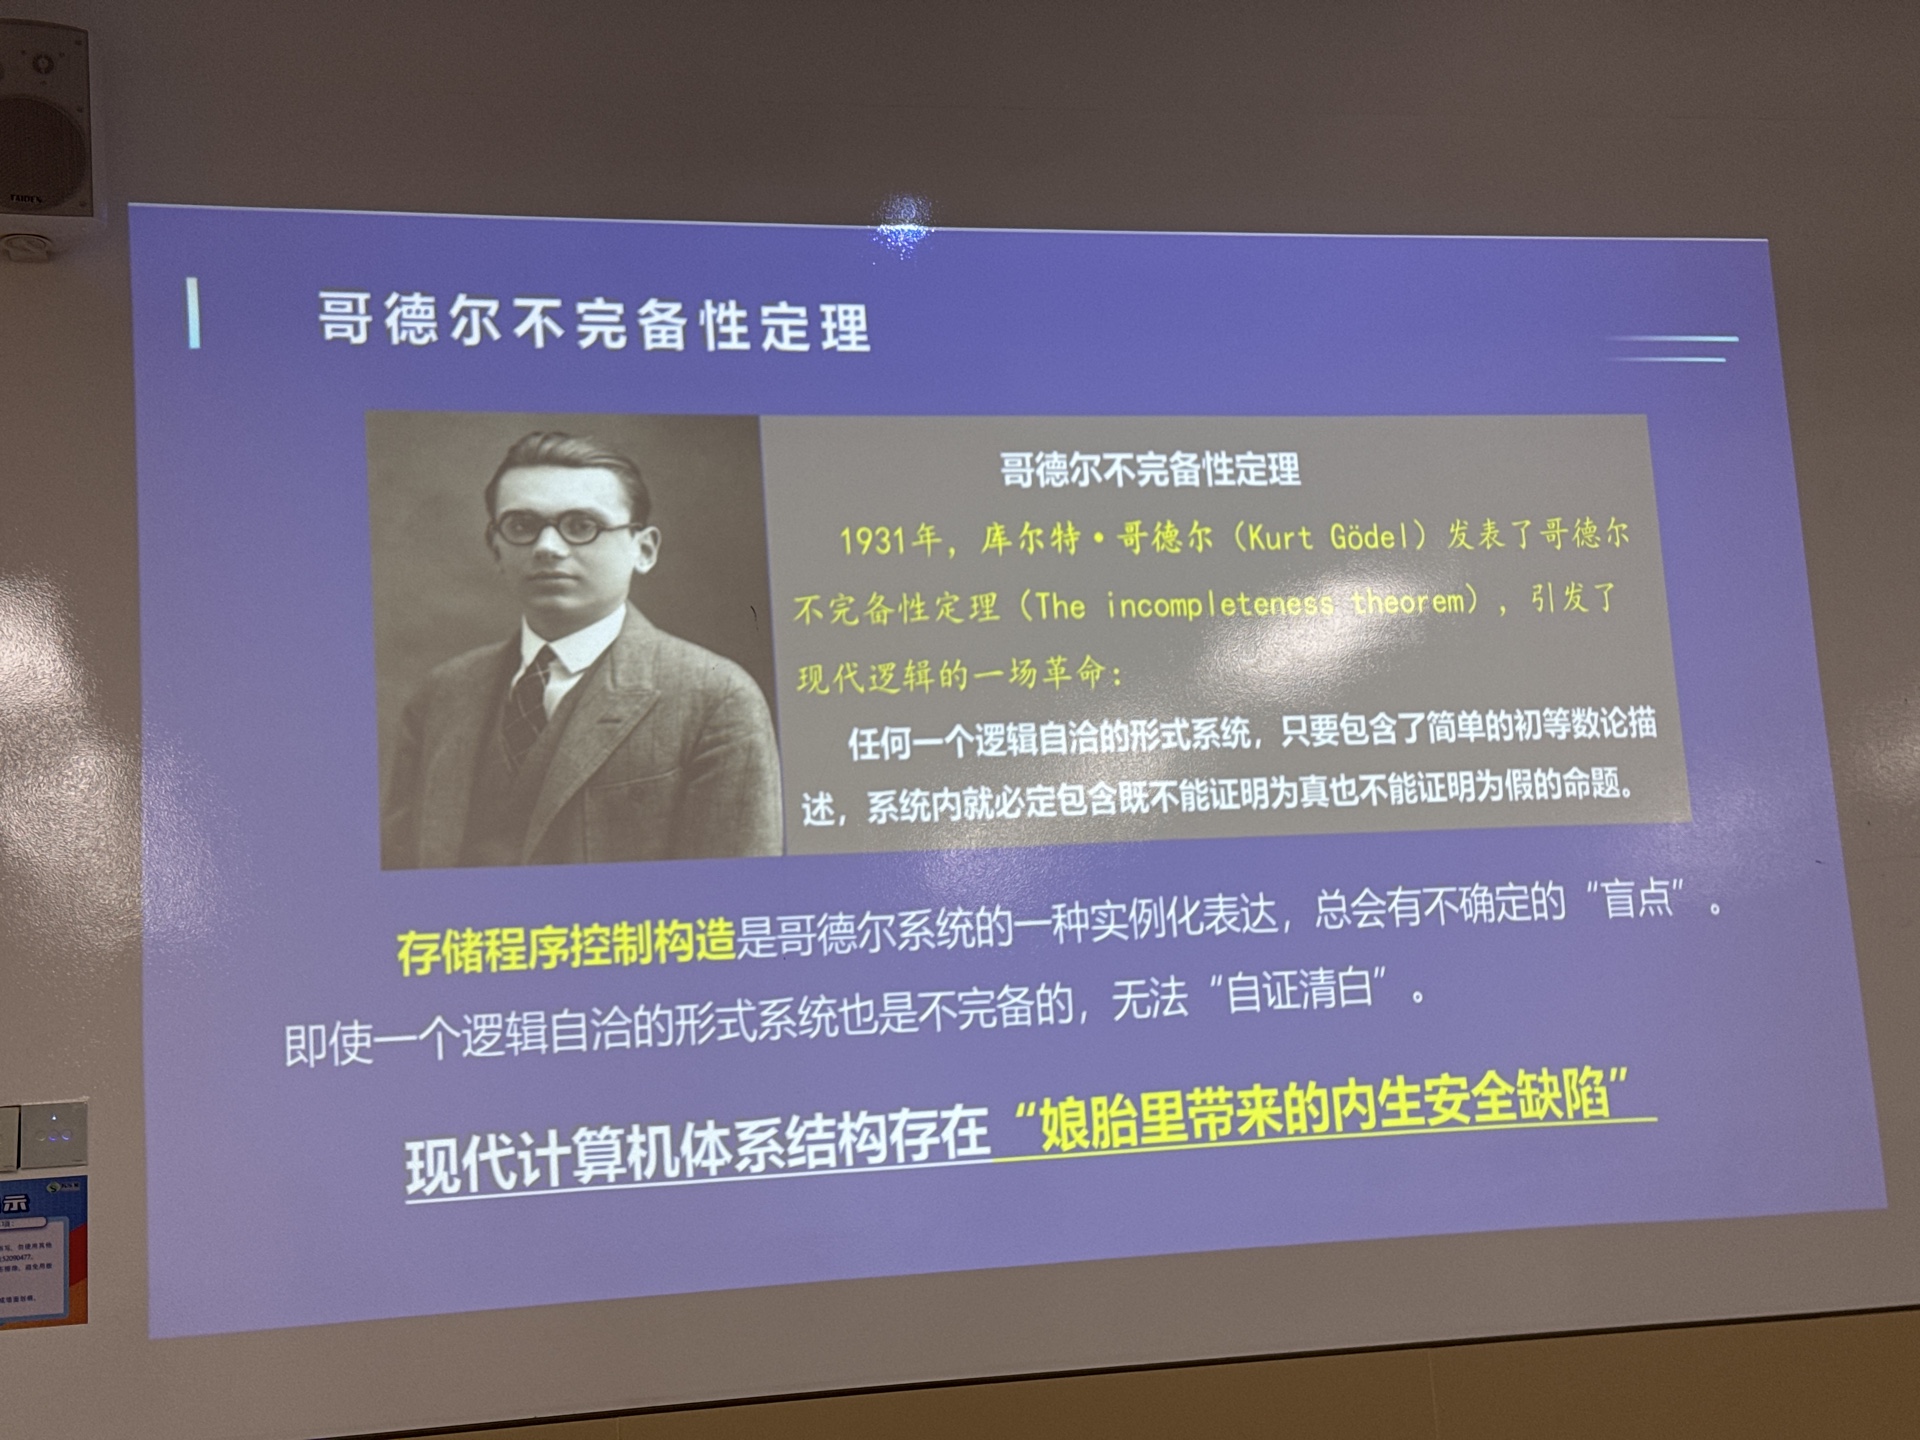 哥德尔不完备性定理
哥德尔不完备性定理
1931年，库尔特·哥德尔（Kurt Gödel）发表了哥德尔
不完备性定理（The incompleteness theorem），引发了
现代逻辑的一场革命：
任何一个逻辑自洽的形式系统，只要包含了简单的初等数论描
述，系统内就必定包含既不能证明为真也不能证明为假的命题。
存储程序控制构造是哥德尔系统的一种实例化表达，总会有不确定的“盲点”。
即使一个逻辑自洽的形式系统也是不完备的，无法“自证清白”。
现代计算机体系结构存在“娘胎里带来的内生安全缺陷”
示